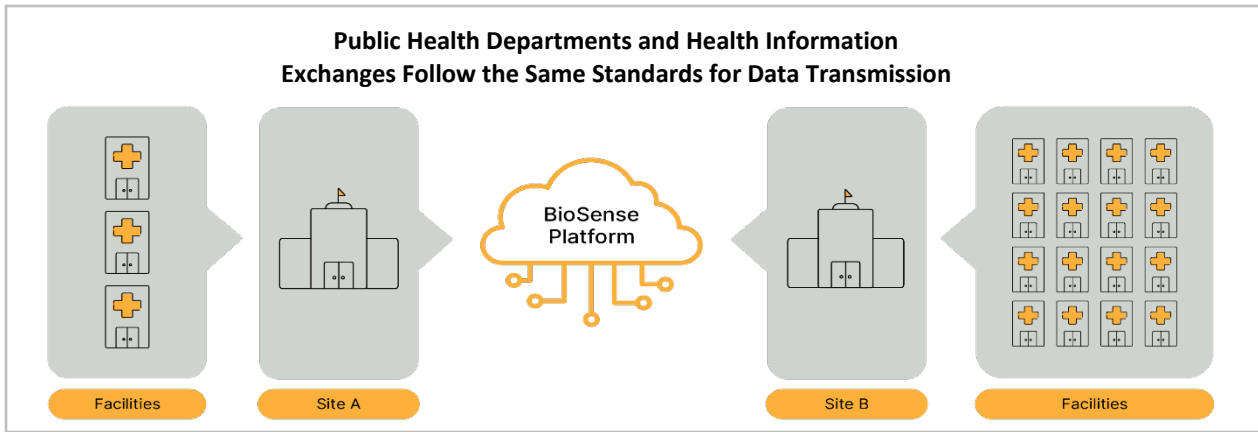 Public Health Departments and Health Information
Exchanges Follow the Same Standards for Data Transmission
BioSense
Platform
Facilities
Site A
Site B
Facilities